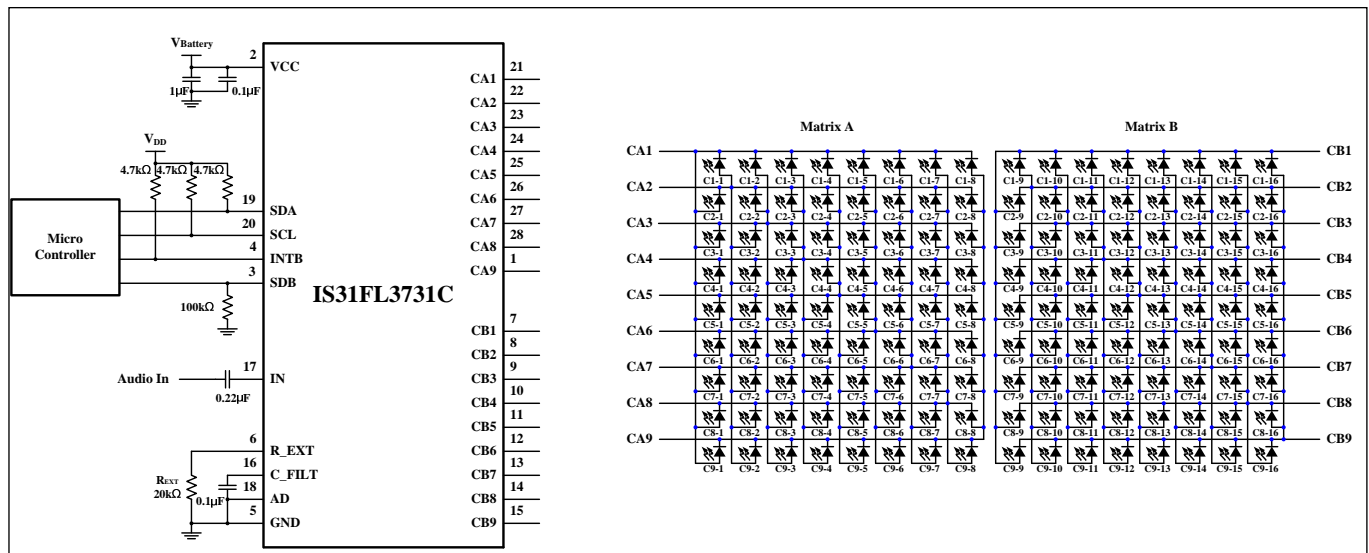 VBattery
2
VCC
1μF
0.1μF
VDD
4.7kΩ 4.7kΩ 4.7kΩ
19
SDA
20
SCL
4
INTB
3
SDB
100kΩ
Micro
Controller
IS31FL3731C
Audio In
0.22μF
17
IN
6
R_EXT
16
C_FILT
18
AD
5
GND
REXT
20kΩ
0.1μF
21
CA1
22
CA2
23
CA3
24
CA4
25
CA5
26
CA6
27
CA7
28
CA8
1
CA9
7
CB1
8
CB2
9
CB3
10
CB4
11
CB5
12
CB6
13
CB7
14
CB8
15
CB9
Matrix A Matrix B
CA1 CB1
C1-1 C1-2 C1-3 C1-4 C1-5 C1-6 C1-7 C1-8 C1-9 C1-10 C1-11 C1-12 C1-13 C1-14 C1-15 C1-16
CA2 CB2
C2-1 C2-2 C2-3 C2-4 C2-5 C2-6 C2-7 C2-8 C2-9 C2-10 C2-11 C2-12 C2-13 C2-14 C2-15 C2-16
CA3 CB3
C3-1 C3-2 C3-3 C3-4 C3-5 C3-6 C3-7 C3-8 C3-9 C3-10 C3-11 C3-12 C3-13 C3-14 C3-15 C3-16
CA4 CB4
C4-1 C4-2 C4-3 C4-4 C4-5 C4-6 C4-7 C4-8 C4-9 C4-10 C4-11 C4-12 C4-13 C4-14 C4-15 C4-16
CA5 CB5
C5-1 C5-2 C5-3 C5-4 C5-5 C5-6 C5-7 C5-8 C5-9 C5-10 C5-11 C5-12 C5-13 C5-14 C5-15 C5-16
CA6 CB6
C6-1 C6-2 C6-3 C6-4 C6-5 C6-6 C6-7 C6-8 C6-9 C6-10 C6-11 C6-12 C6-13 C6-14 C6-15 C6-16
CA7 CB7
C7-1 C7-2 C7-3 C7-4 C7-5 C7-6 C7-7 C7-8 C7-9 C7-10 C7-11 C7-12 C7-13 C7-14 C7-15 C7-16
CA8 CB8
C8-1 C8-2 C8-3 C8-4 C8-5 C8-6 C8-7 C8-8 C8-9 C8-10 C8-11 C8-12 C8-13 C8-14 C8-15 C8-16
CA9 CB9
C9-1 C9-2 C9-3 C9-4 C9-5 C9-6 C9-7 C9-8 C9-9 C9-10 C9-11 C9-12 C9-13 C9-14 C9-15 C9-16